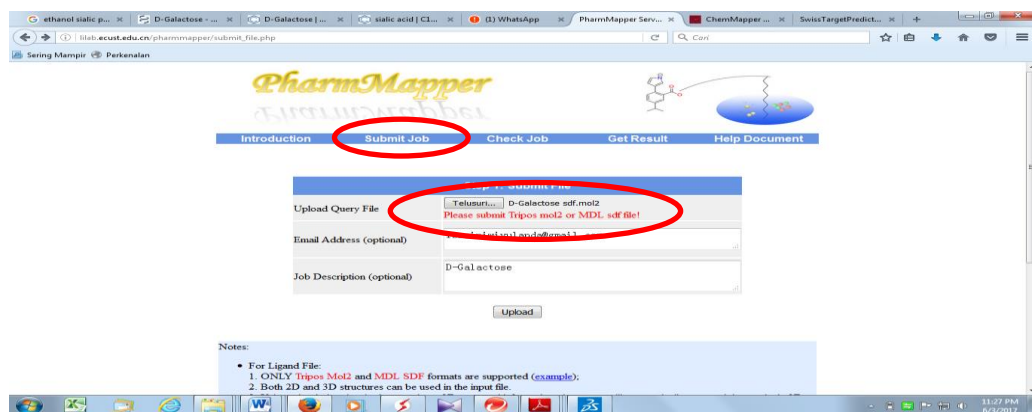 ethanol sialic p...
D-Galactose - ...
D-Galactose | ...
sialic acid | C1...
(1) WhatsApp
PharmMapper Serv...
ChemMapper ...
SwissTargetPredict...
lilab.ecust.edu.cn/pharmmapper/submit_file.php
Cari
Sering Mampir
Perkenalan
PharmMapper
Introduction
Submit Job
Check Job
Get Result
Help Document
Submit File
Upload Query File
Telusuri...
D-Galactose sdf.mol2
Please submit Tripos mol2 or MDL sdf file!
Email Address (optional)
Job Description (optional)
D-Galactose
Upload
Notes:
• For Ligand File:
1. ONLY Tripos Mol2 and MDL SDF formats are supported (example);
2. Both 2D and 3D structures can be used in the input file.
11:27 PM
6/3/2017